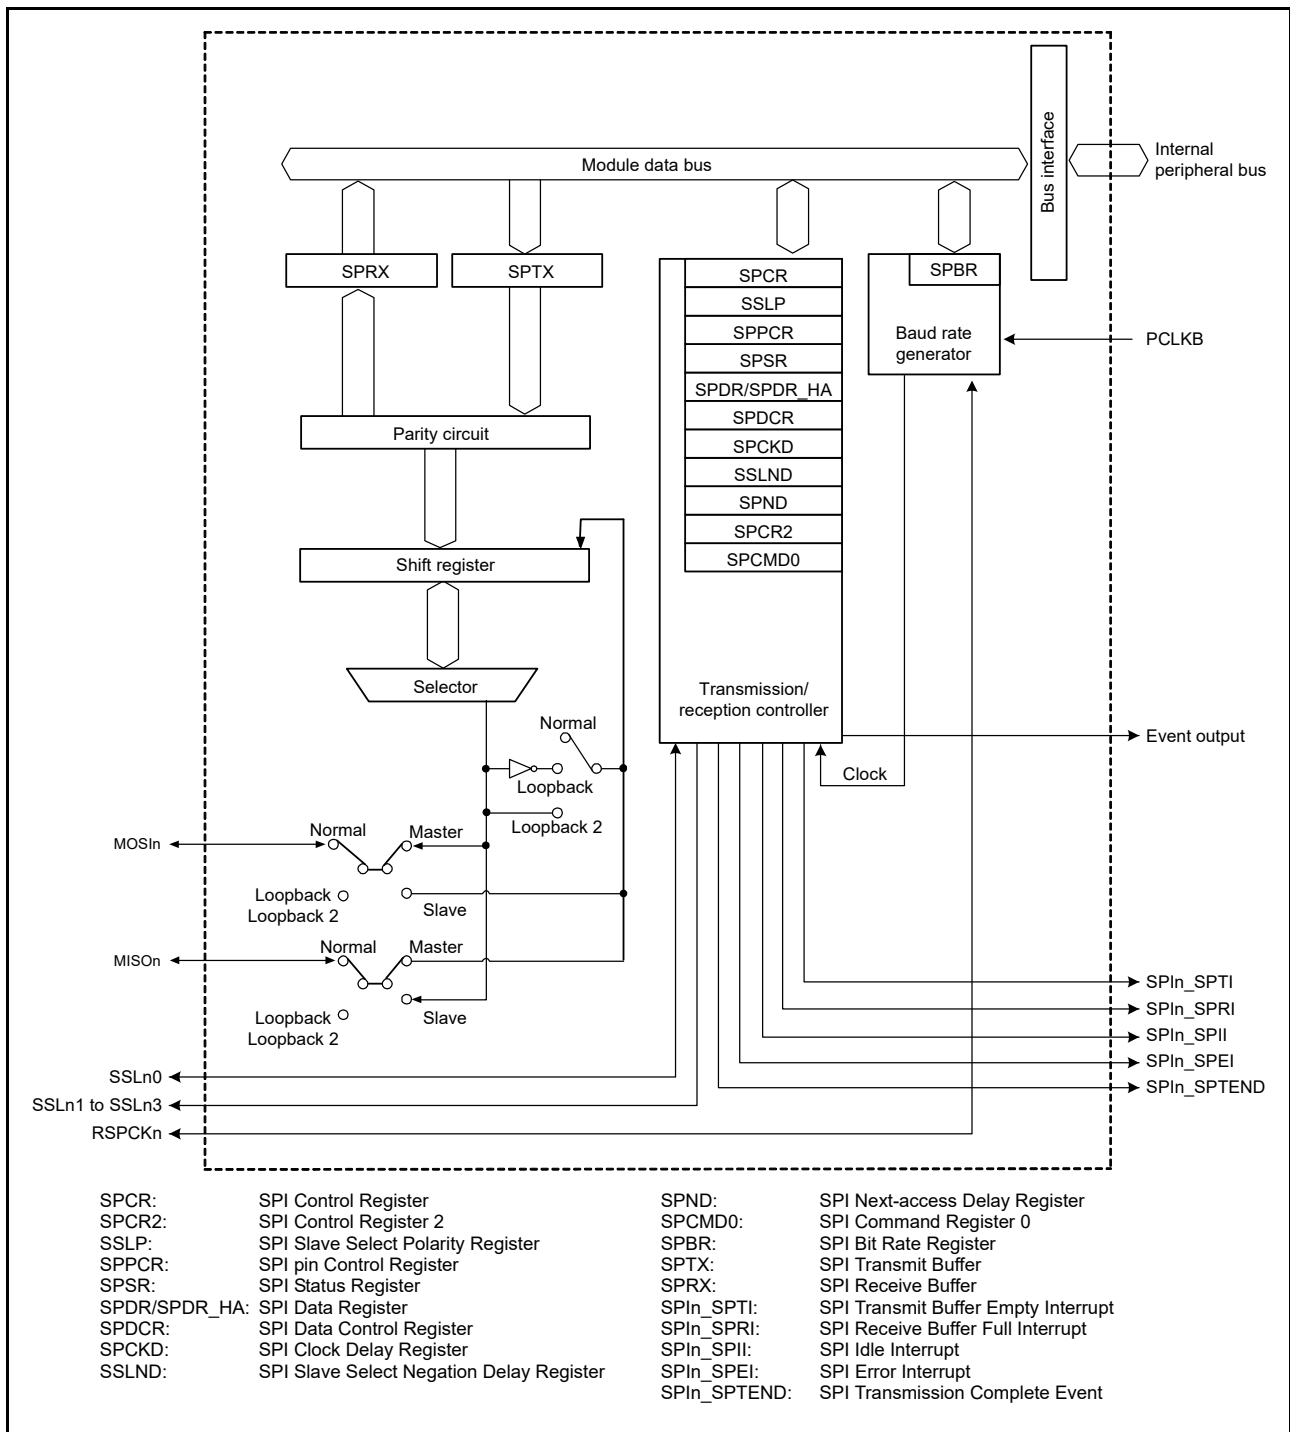 Module data bus
Bus interface
Internal
peripheral bus
SPRX
SPTX
SPCR
SSLP
SPPCR
SPSR
SPDR/SPDR_HA
SPDCR
SPCKD
SSLND
SPND
SPCR2
SPCMD0
SPBR
Baud rate
generator
PCLKB
Parity circuit
Shift register
Selector
Transmission/
reception controller
Normal
Loopback
Loopback 2
Clock
Event output
MOSIn
Normal
Master
Loopback
Loopback 2
Slave
MISOn
Normal
Master
Loopback
Loopback 2
Slave
SSLn0
SSLn1 to SSLn3
RSPCKn
SPIn_SPTI
SPIn_SPRI
SPIn_SPII
SPIn_SPEI
SPIn_SPTEND
SPCR: SPI Control Register
SPCR2: SPI Control Register 2
SSLP: SPI Slave Select Polarity Register
SPPCR: SPI pin Control Register
SPSR: SPI Status Register
SPDR/SPDR_HA: SPI Data Register
SPDCR: SPI Data Control Register
SPCKD: SPI Clock Delay Register
SSLND: SPI Slave Select Negation Delay Register
SPND: SPI Next-access Delay Register
SPCMD0: SPI Command Register 0
SPBR: SPI Bit Rate Register
SPTX: SPI Transmit Buffer
SPRX: SPI Receive Buffer
SPIn_SPTI: SPI Transmit Buffer Empty Interrupt
SPIn_SPRI: SPI Receive Buffer Full Interrupt
SPIn_SPII: SPI Idle Interrupt
SPIn_SPEI: SPI Error Interrupt
SPIn_SPTEND: SPI Transmission Complete Event